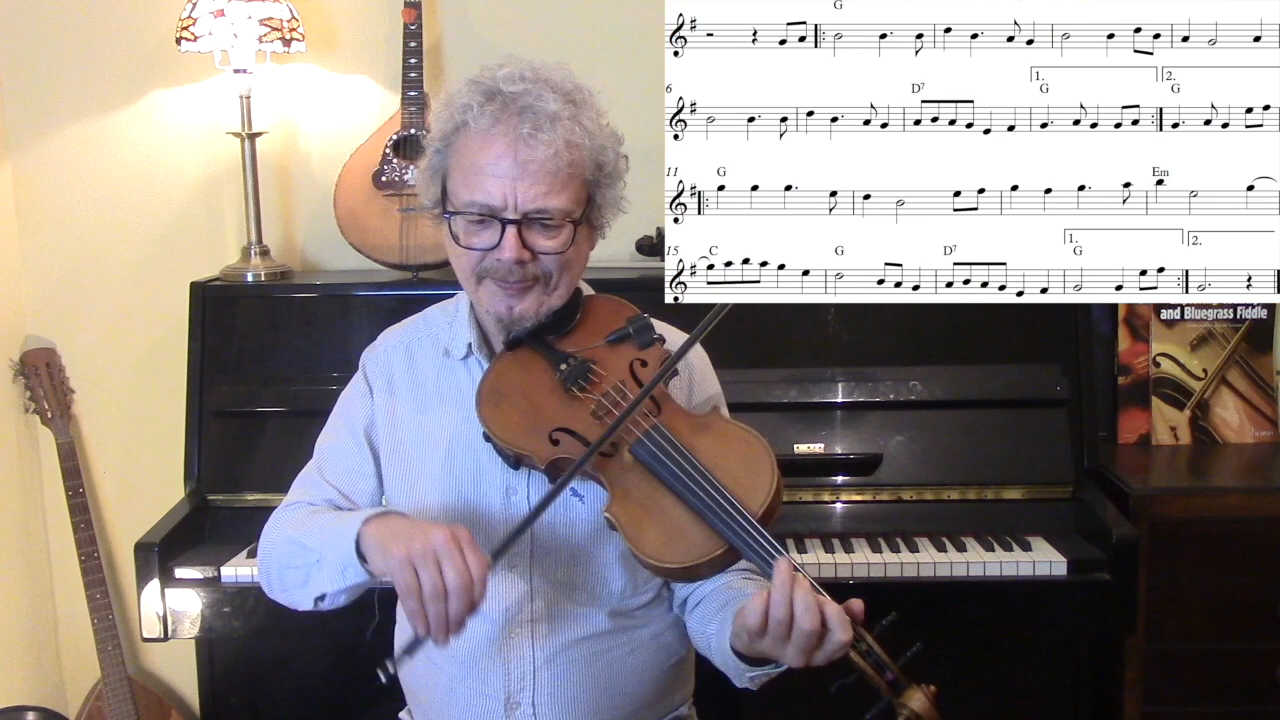 G
6 D7 1. G 2. G
11 G Em
15 C G D7 1. G 2.
and Bluegrass Fiddle